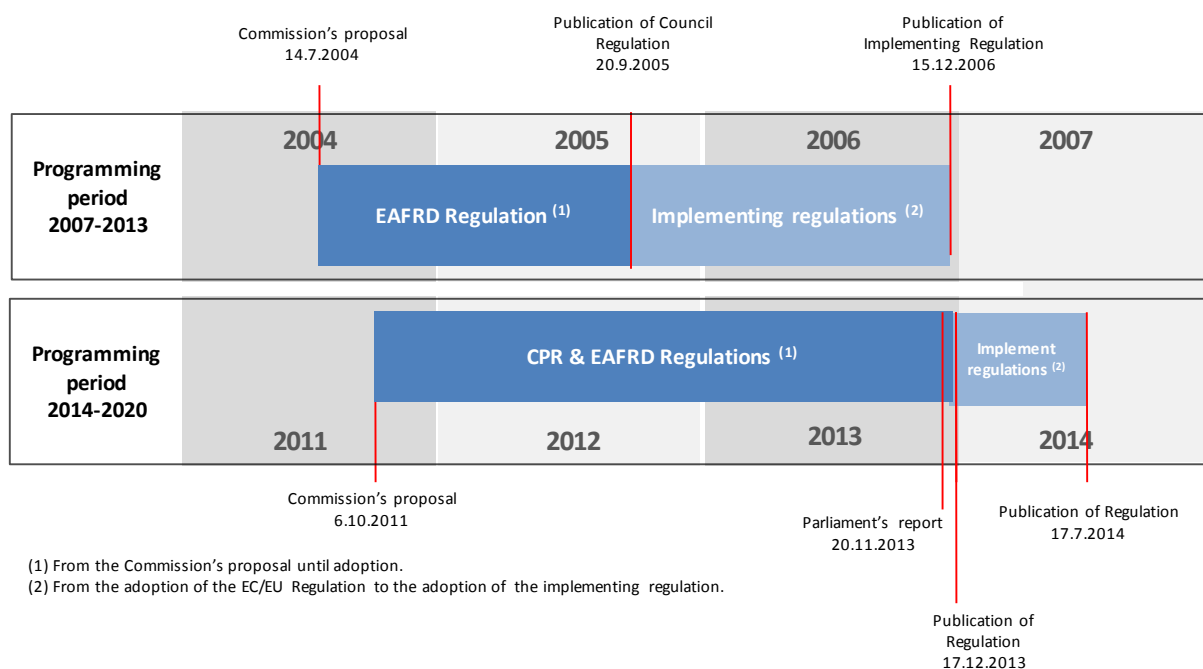 Commission's proposal
14.7.2004
Publication of Council
Regulation
20.9.2005
Publication of
Implementing Regulation
15.12.2006
Programming
period
2007-2013
2004
2005
2006
2007
EAFRD Regulation (1)
Implementing regulations (2)
Programming
period
2014-2020
CPR & EAFRD Regulations (1)
Implement
regulations (2)
2011
2012
2013
2014
Commission's proposal
6.10.2011
Parliament's report
20.11.2013
Publication of Regulation
17.7.2014
(1) From the Commission's proposal until adoption.
(2) From the adoption of the EC/EU Regulation to the adoption of the implementing regulation.
Publication of
Regulation
17.12.2013